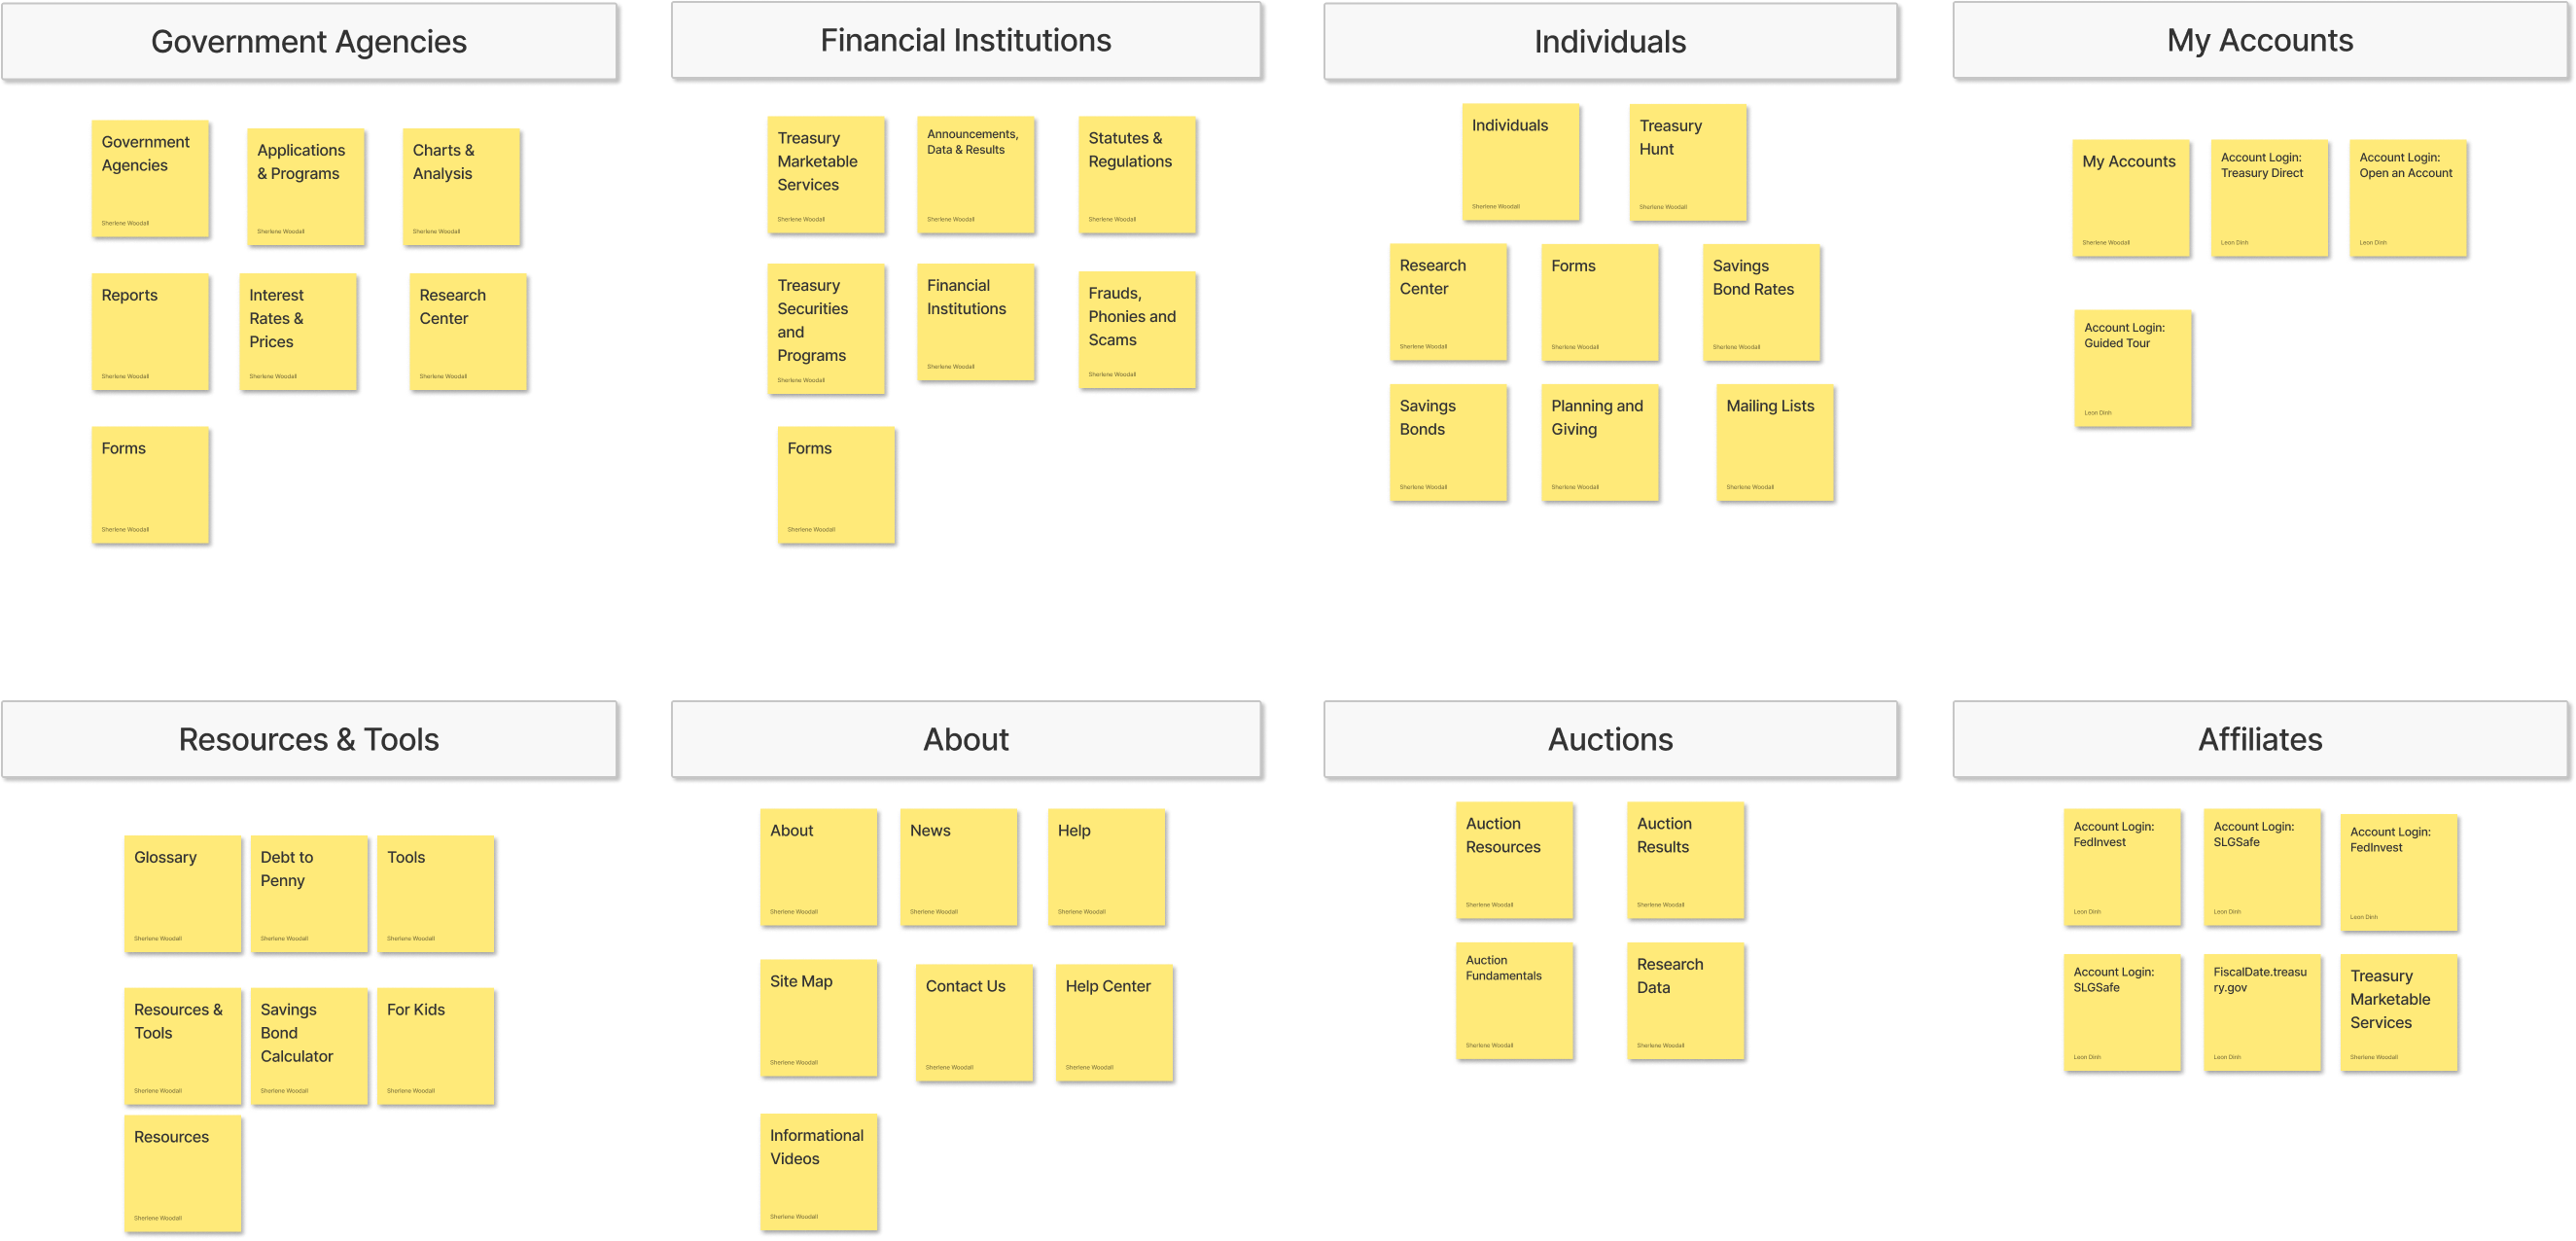 Government Agencies
Government
Agencies
Sherlene Woodall
Applications
& Programs
Sherlene Woodall
Charts &
Analysis
Sherlene Woodall
Reports
Sherlene Woodall
Interest
Rates &
Prices
Sherlene Woodall
Research
Center
Sherlene Woodall
Forms
Sherlene Woodall
Financial Institutions
Treasury
Marketable
Services
Sherlene Woodall
Announcements,
Data & Results
Sherlene Woodall
Statutes &
Regulations
Sherlene Woodall
Treasury
Securities
and
Programs
Sherlene Woodall
Financial
Institutions
Sherlene Woodall
Frauds,
Phonies and
Scams
Sherlene Woodall
Forms
Sherlene Woodall
Individuals
Individuals
Sherlene Woodall
Treasury
Hunt
Sherlene Woodall
Research
Center
Sherlene Woodall
Forms
Sherlene Woodall
Savings
Bond Rates
Sherlene Woodall
Savings
Bonds
Sherlene Woodall
Planning and
Giving
Sherlene Woodall
Mailing Lists
Sherlene Woodall
My Accounts
My Accounts
Sherlene Woodall
Account Login:
Treasury Direct
Leon Dinh
Account Login:
Open an Account
Leon Dinh
Account Login:
Guided Tour
Leon Dinh
Resources & Tools
Glossary
Sherlene Woodall
Debt to
Penny
Sherlene Woodall
Tools
Sherlene Woodall
Resources &
Tools
Sherlene Woodall
Savings
Bond
Calculator
Sherlene Woodall
For Kids
Sherlene Woodall
Resources
Sherlene Woodall
About
About
Sherlene Woodall
News
Sherlene Woodall
Help
Sherlene Woodall
Site Map
Sherlene Woodall
Contact Us
Sherlene Woodall
Help Center
Sherlene Woodall
Informational
Videos
Sherlene Woodall
Auctions
Auction
Resources
Sherlene Woodall
Auction
Results
Sherlene Woodall
Auction
Fundamentals
Sherlene Woodall
Research
Data
Sherlene Woodall
Affiliates
Account Login:
FedInvest
Leon Dinh
Account Login:
SLGSafe
Leon Dinh
Account Login:
FedInvest
Leon Dinh
Account Login:
SLGSafe
Leon Dinh
FiscalDate.treasu
ry.gov
Leon Dinh
Treasury
Marketable
Services
Sherlene Woodall